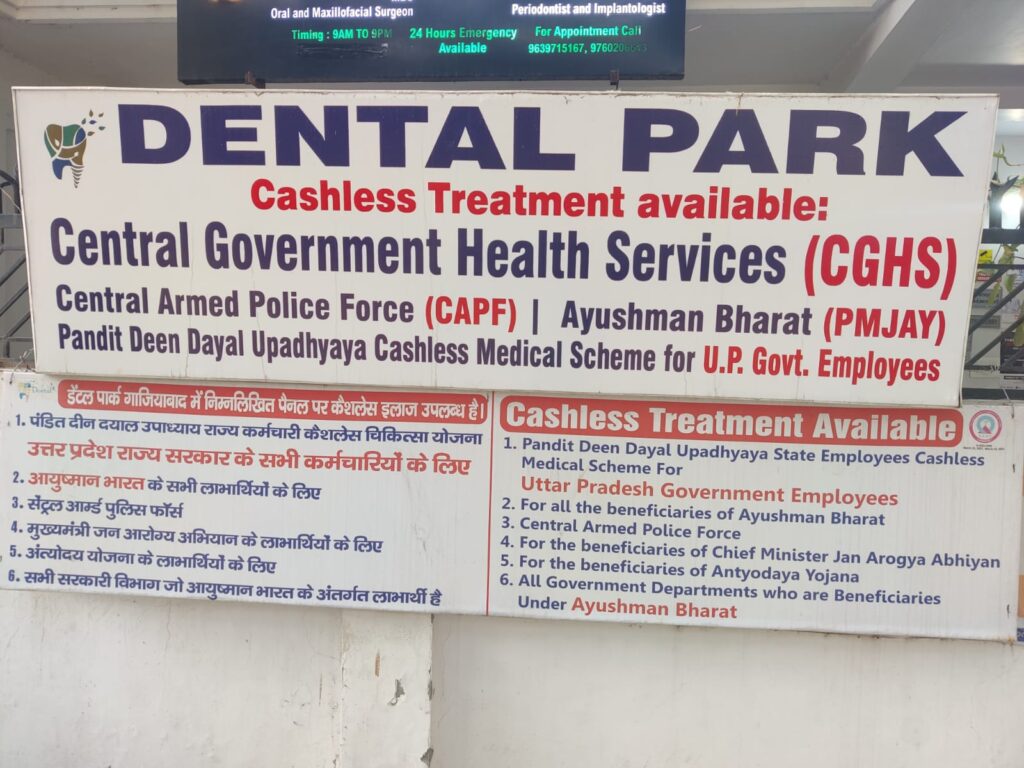 Oral and Maxillofacial Surgeon
Periodontist and Implantologist
Timing : 9AM TO 9PM
24 Hours Emergency
Available
For Appointment Call
9639715167,
DENTAL PARK
Cashless Treatment available:
Central Government Health Services (CGHS)
Central Armed Police Force (CAPF) | Ayushman Bharat (PMJAY)
Pandit Deen Dayal Upadhyaya Cashless Medical Scheme for U.P. Govt. Employees
Dental
डेंटल पार्क गाजियाबाद में निम्नलिखित पैनल पर कैशलेस इलाज उपलब्ध है।
1. पंडित दीन दयाल उपाध्याय राज्य कर्मचारी कैशलेस चिकित्सा योजना
उत्तर प्रदेश राज्य सरकार के सभी कर्मचारियों के लिए
2. आयुष्मान भारत के सभी लाभार्थियों के लिए
3. सेंट्रल आर्म्ड पुलिस फॉर्स
4. मुख्यमंत्री जन आरोग्य अभियान के लाभार्थियों के लिए
5. अंत्योदय योजना के लाभार्थियों के लिए
6. सभी सरकारी विभाग जो आयुष्मान भारत के अंतर्गत लाभार्थी है
Cashless Treatment Available
1. Pandit Deen Dayal Upadhyaya State Employees Cashless
Medical Scheme For
Uttar Pradesh Government Employees
2. For all the beneficiaries of Ayushman Bharat
3. Central Armed Police Force
4. For the beneficiaries of Chief Minister Jan Arogya Abhiyan
5. For the beneficiaries of Antyodaya Yojana
6. All Government Departments who are Beneficiaries
Under Ayushman Bharat